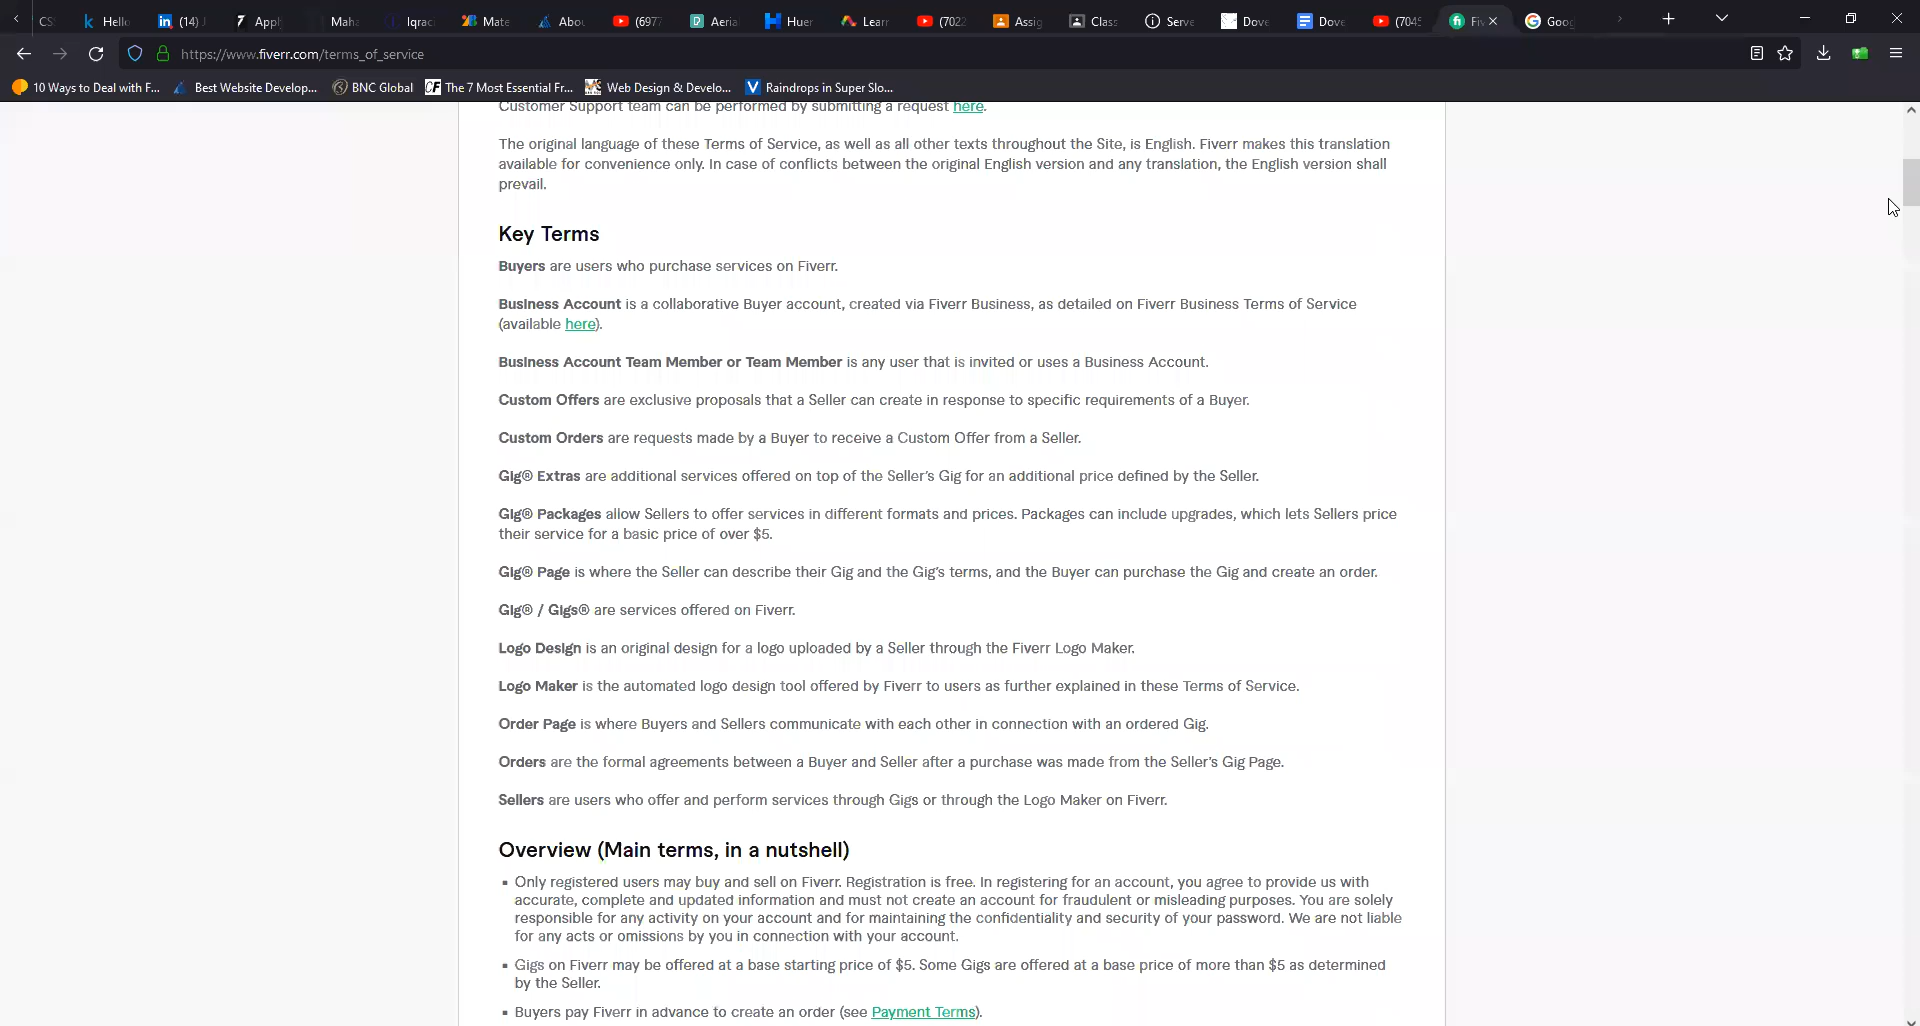 CS
Hello
(14)
Apply
Maha
Iqrac
Mate
Abou
(6977
Aeria
Huer
Learn
(7022
Assig
Class
Serve
Dove
Dove
(7045
Fiv
Goog
https://www.fiverr.com/terms_of_service
10 Ways to Deal with F...
Best Website Develop...
BNC Global
The 7 Most Essential Fr...
Web Design & Develo...
Raindrops in Super Slo...
Customer Support team can be performed by submitting a request here.
The original language of these Terms of Service, as well as all other texts throughout the Site, is English. Fiverr makes this translation
available for convenience only. In case of conflicts between the original English version and any translation, the English version shall
prevail.
Key Terms
Buyers are users who purchase services on Fiverr.
Business Account is a collaborative Buyer account, created via Fiverr Business, as detailed on Fiverr Business Terms of Service
(available here).
Business Account Team Member or Team Member is any user that is invited or uses a Business Account.
Custom Offers are exclusive proposals that a Seller can create in response to specific requirements of a Buyer.
Custom Orders are requests made by a Buyer to receive a Custom Offer from a Seller.
Gig® Extras are additional services offered on top of the Seller's Gig for an additional price defined by the Seller.
Gig® Packages allow Sellers to offer services in different formats and prices. Packages can include upgrades, which lets Sellers price
their service for a basic price of over $5.
Gig® Page is where the Seller can describe their Gig and the Gig's terms, and the Buyer can purchase the Gig and create an order.
Gig® / Gigs® are services offered on Fiverr.
Logo Design is an original design for a logo uploaded by a Seller through the Fiverr Logo Maker.
Logo Maker is the automated logo design tool offered by Fiverr to users as further explained in these Terms of Service.
Order Page is where Buyers and Sellers communicate with each other in connection with an ordered Gig.
Orders are the formal agreements between a Buyer and Seller after a purchase was made from the Seller's Gig Page.
Sellers are users who offer and perform services through Gigs or through the Logo Maker on Fiverr.
Overview (Main terms, in a nutshell)
▪ Only registered users may buy and sell on Fiverr. Registration is free. In registering for an account, you agree to provide us with
accurate, complete and updated information and must not create an account for fraudulent or misleading purposes. You are solely
responsible for any activity on your account and for maintaining the confidentiality and security of your password. We are not liable
for any acts or omissions by you in connection with your account.
▪ Gigs on Fiverr may be offered at a base starting price of $5. Some Gigs are offered at a base price of more than $5 as determined
by the Seller.
▪ Buyers pay Fiverr in advance to create an order (see Payment Terms).